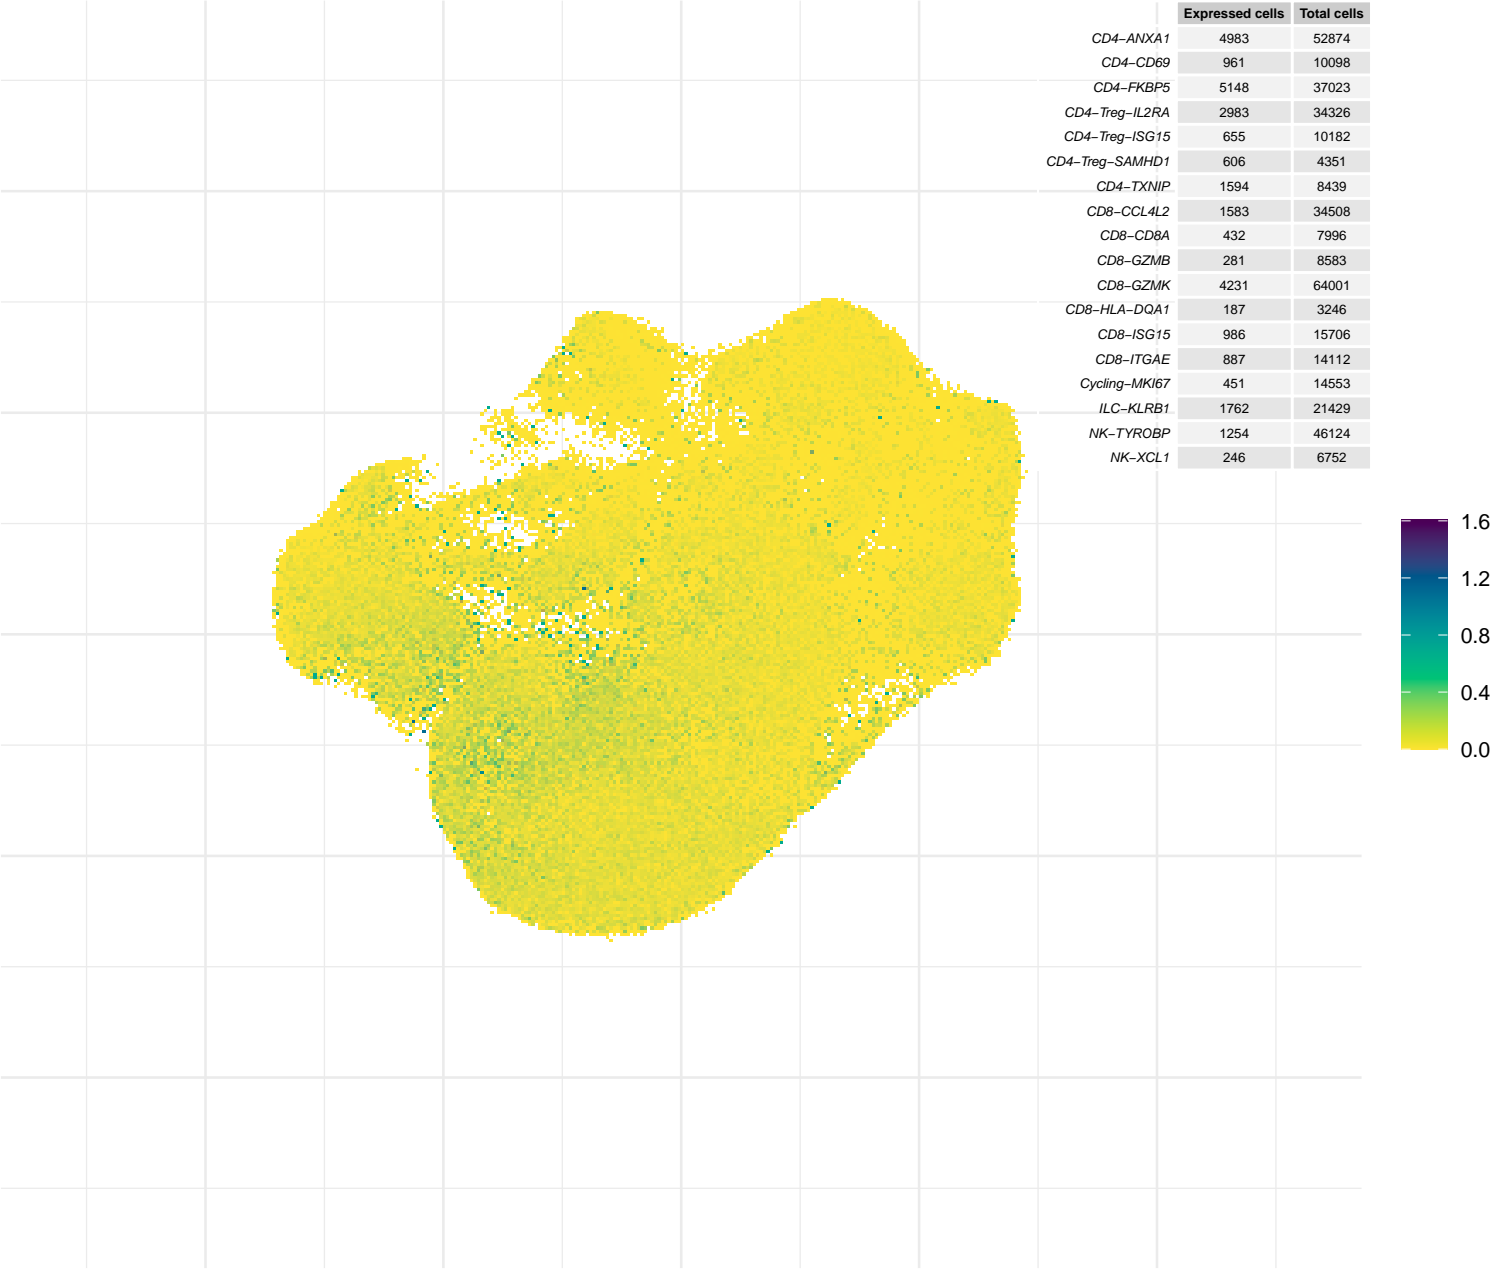 Expressed cells Total cells
CD4−ANXA1 4983 52874
CD4−CD69 961 10098
CD4−FKBP5 5148 37023
CD4−Treg−IL2RA 2983 34326
CD4−Treg−ISG15 655 10182
CD4−Treg−SAMHD1 606 4351
CD4−TXNIP 1594 8439
CD8−CCL4L2 1583 34508
CD8−CD8A 432 7996
CD8−GZMB 281 8583
CD8−GZMK 4231 64001
CD8−HLA−DQA1 187 3246
CD8−ISG15 986 15706
CD8−ITGAE 887 14112
Cycling−MKI67 451 14553
ILC−KLRB1 1762 21429
NK−TYROBP 1254 46124
NK−XCL1 246 6752
1.6
1.2
0.8
0.4
0.0